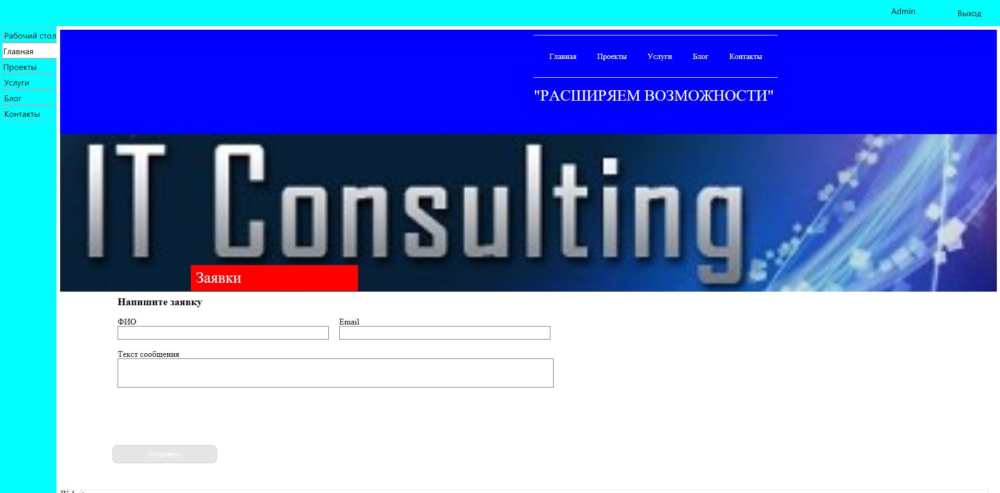 Admin
Выход
Рабочий стол
Главная
Проекты
Услуги
Блог
Контакты
Главная Проекты Услуги Блог Контакты
"РАСШИРЯЕМ ВОЗМОЖНОСТИ"
IT Consulting
Заявки
Напишите заявку
ФИО Email
Текст сообщения
Отправить